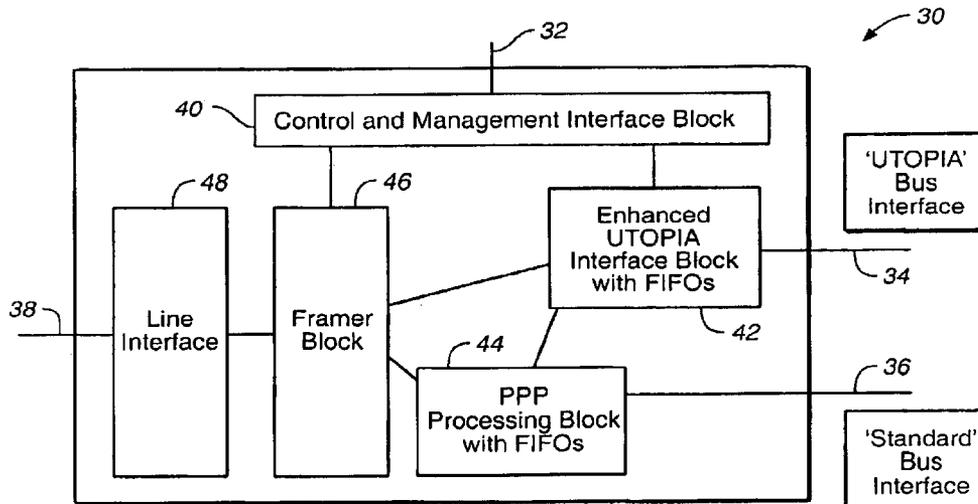 30
32
40
Control and Management Interface Block
'UTOPIA'
Bus
Interface
48
46
Enhanced
UTOPIA
Interface Block
with FIFOs
34
38
Line
Interface
Framer
Block
42
44
36
PPP
Processing Block
with FIFOs
'Standard'
Bus
Interface